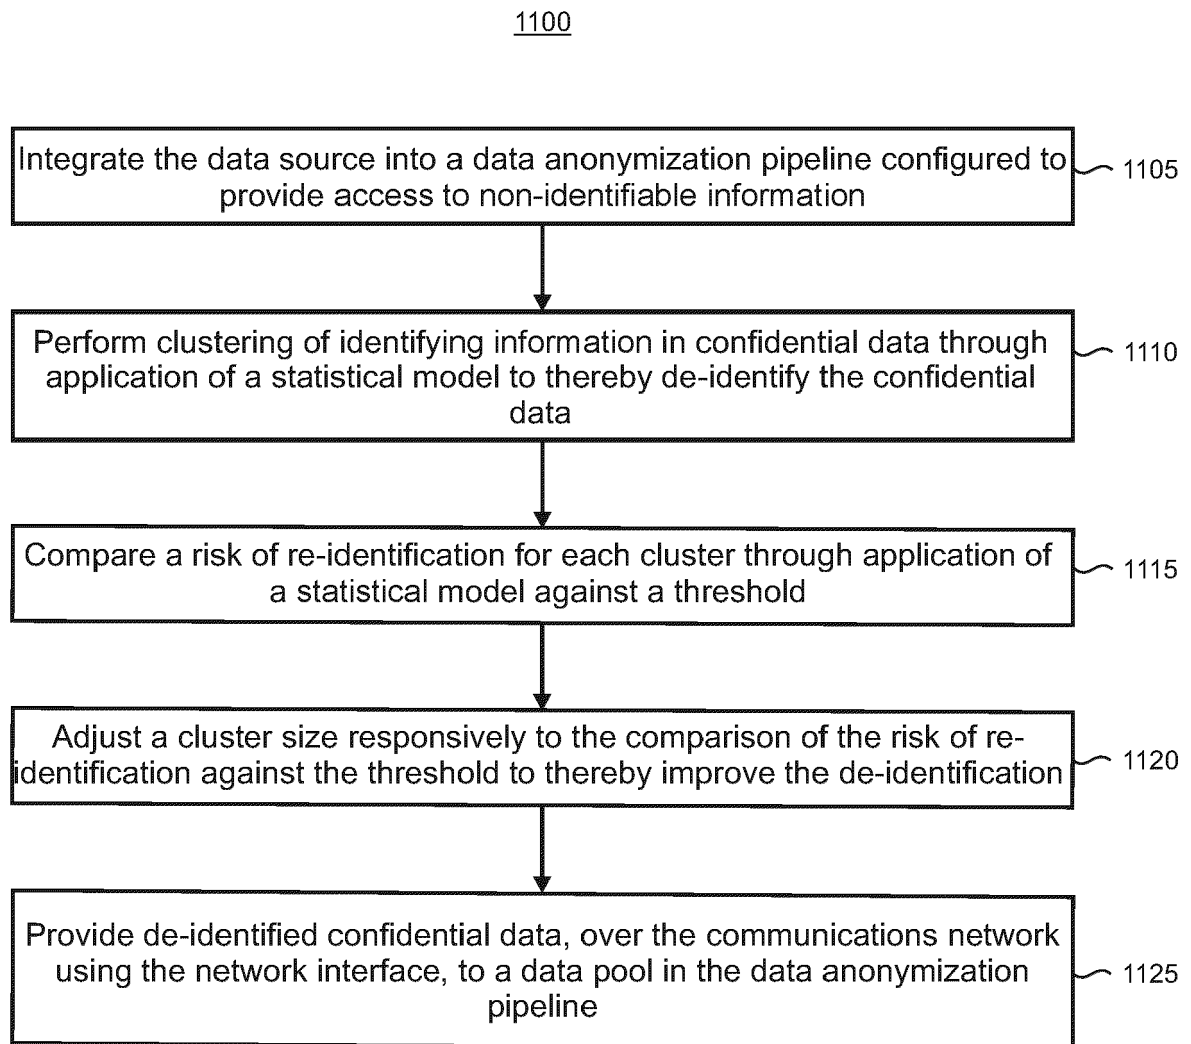 1100
Integrate the data source into a data anonymization pipeline configured to
provide access to non-identifiable information
1105
Perform clustering of identifying information in confidential data through
application of a statistical model to thereby de-identify the confidential
data
1110
Compare a risk of re-identification for each cluster through application of
a statistical model against a threshold
1115
Adjust a cluster size responsively to the comparison of the risk of re-
identification against the threshold to thereby improve the de-identification
1120
Provide de-identified confidential data, over the communications network
using the network interface, to a data pool in the data anonymization
pipeline
1125